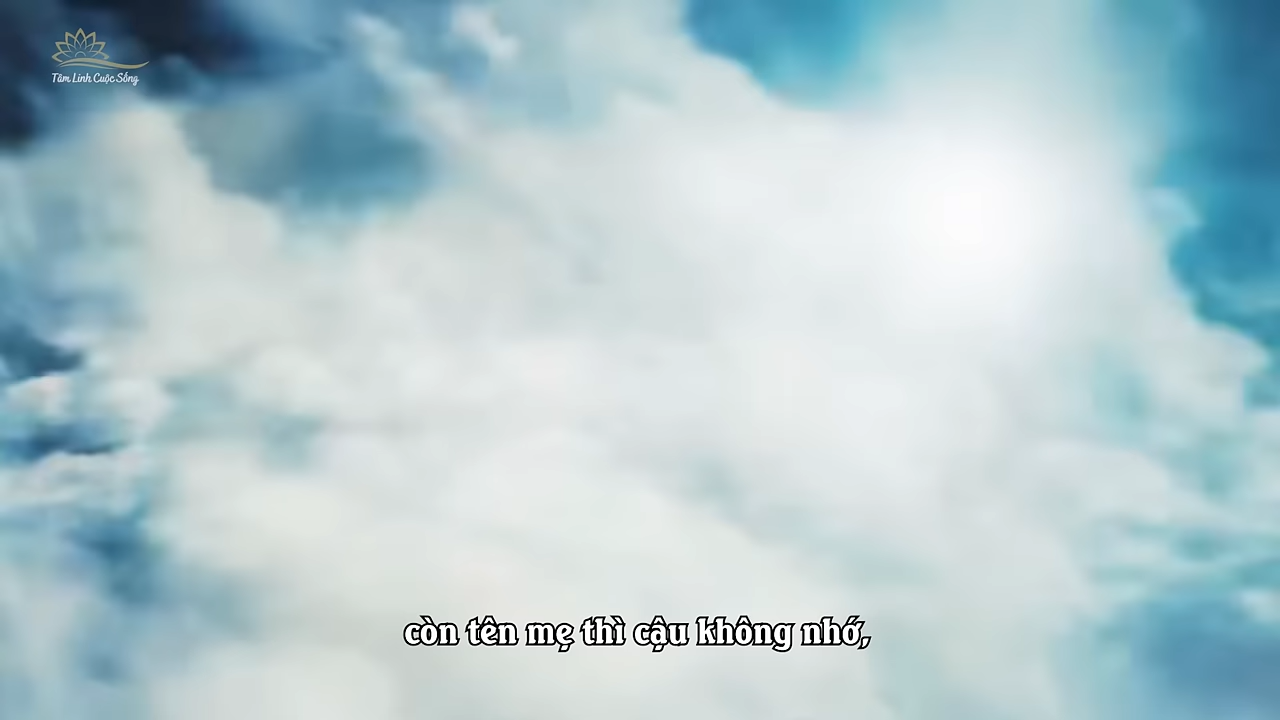 Tâm Linh Cuộc Sống
còn tên mẹ thì cậu không nhớ,